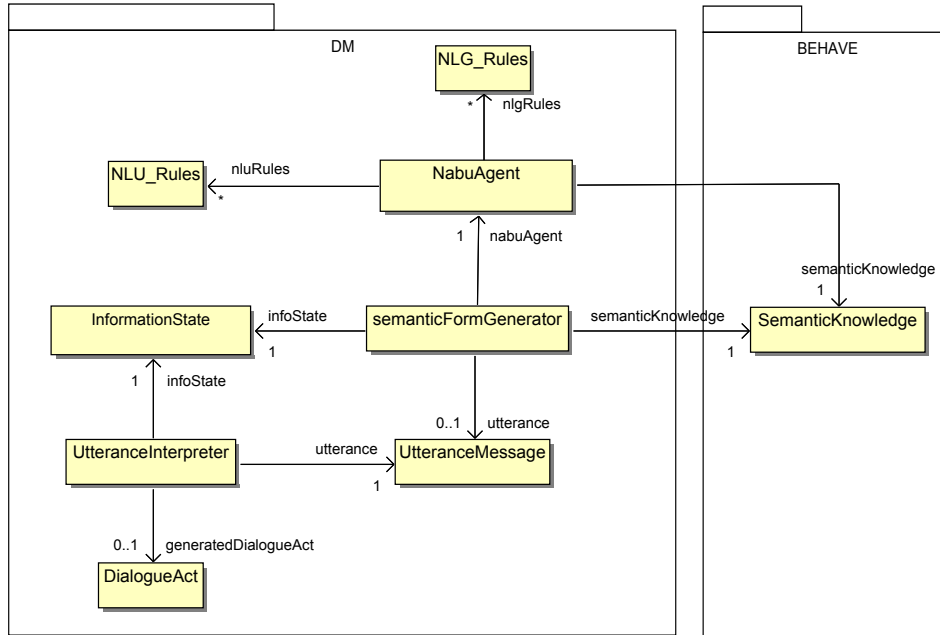 DM
BEHAVE
NLG_Rules
* nlgRules
NLU_Rules
nluRules
*
NabuAgent
1 nabuAgent
semanticKnowledge
1
InformationState
infoState
1
semanticFormGenerator
semanticKnowledge
1
SemanticKnowledge
1 infoState
0..1 utterance
UtteranceInterpreter
utterance
1
UtteranceMessage
0..1 generatedDialogueAct
DialogueAct